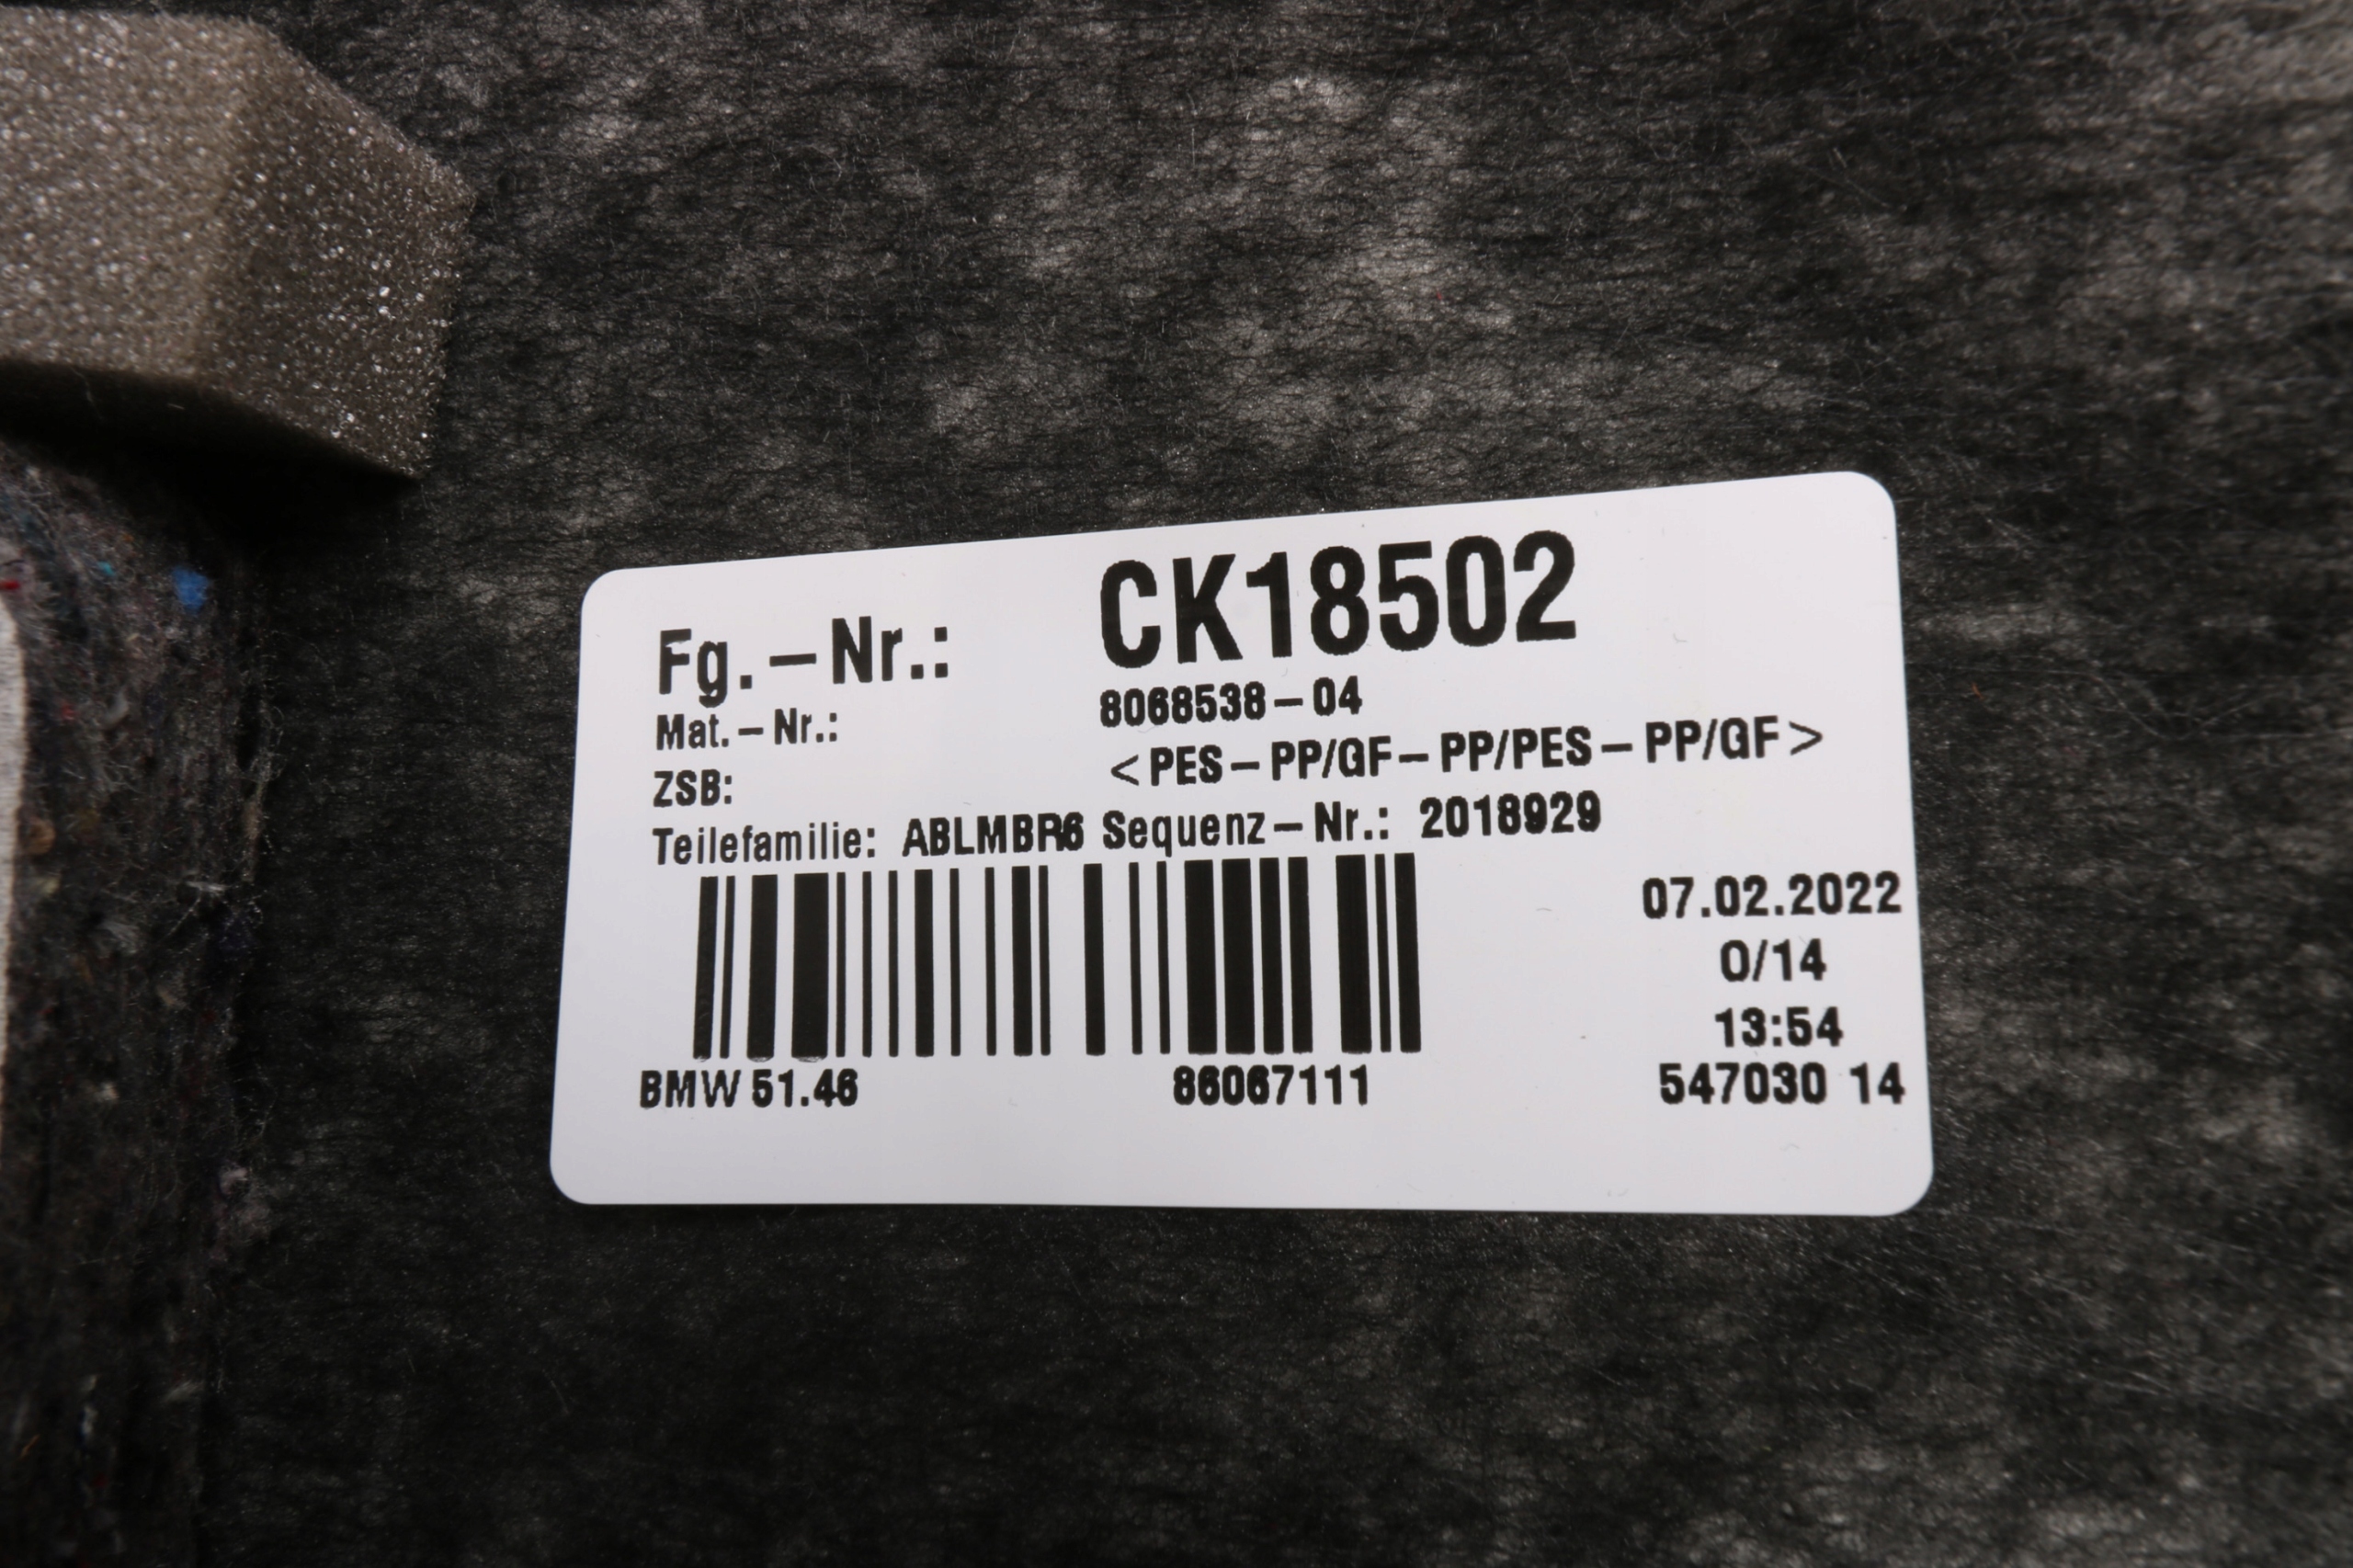 Fg.-Nr.: CK18502
Mat.-Nr.: 8068538-04
ZSB: <PES-PP/GF-PP/PES-PP/GF>
Teilefamilie: ABLMBR6 Sequenz-Nr.: 2018929
07.02.2022
0/14
13:54
BMW 51.46 86067111 547030 14